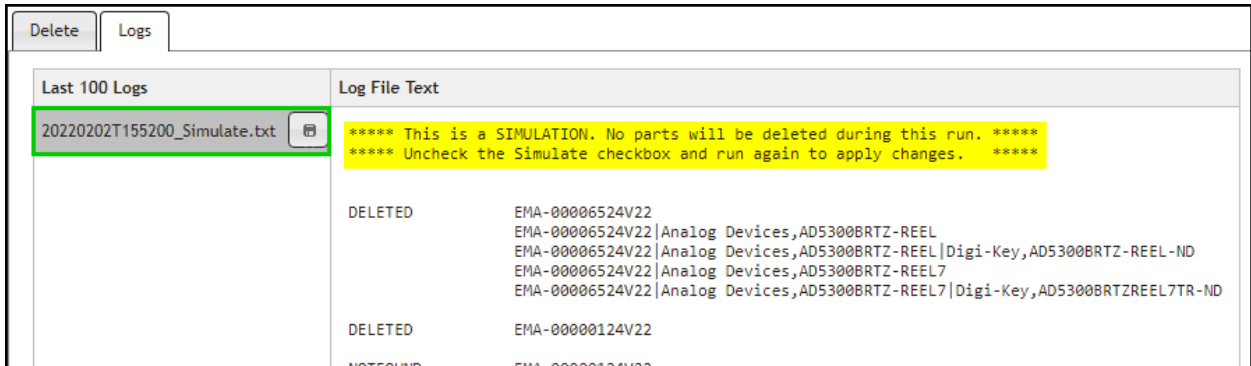 Delete Logs
Last 100 Logs Log File Text
20220202T155200_Simulate.txt
***** This is a SIMULATION. No parts will be deleted during this run. *****
***** Uncheck the Simulate checkbox and run again to apply changes. *****
DELETED EMA-00006524V22
EMA-00006524V22|Analog Devices,AD5300BRTZ-REEL
EMA-00006524V22|Analog Devices,AD5300BRTZ-REEL|Digi-Key,AD5300BRTZ-REEL-ND
EMA-00006524V22|Analog Devices,AD5300BRTZ-REEL7
EMA-00006524V22|Analog Devices,AD5300BRTZ-REEL7|Digi-Key,AD5300BRTZREEL7TR-ND
DELETED EMA-00000124V22